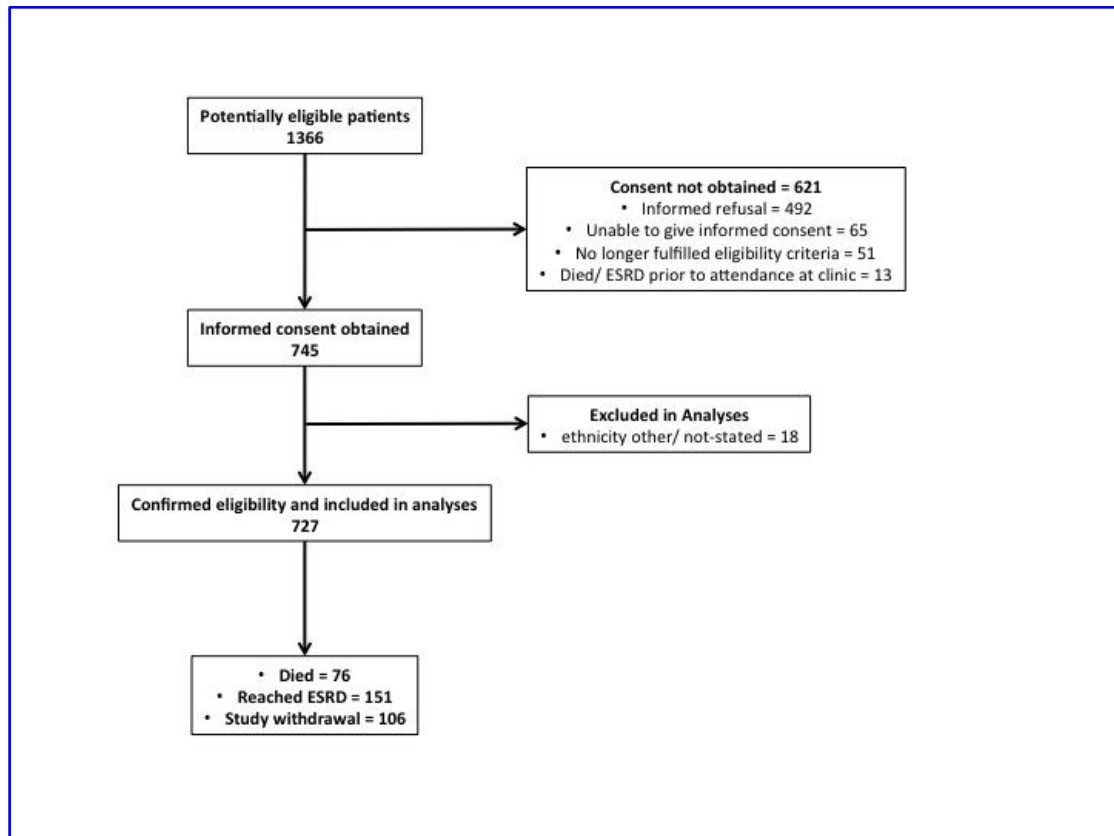 Potentially eligible patients
1366
Consent not obtained = 621
• Informed refusal = 492
• Unable to give informed consent = 65
• No longer fulfilled eligibility criteria = 51
• Died/ ESRD prior to attendance at clinic = 13
Informed consent obtained
745
Excluded in Analyses
• ethnicity other/ not-stated = 18
Confirmed eligibility and included in analyses
727
• Died = 76
• Reached ESRD = 151
• Study withdrawal = 106